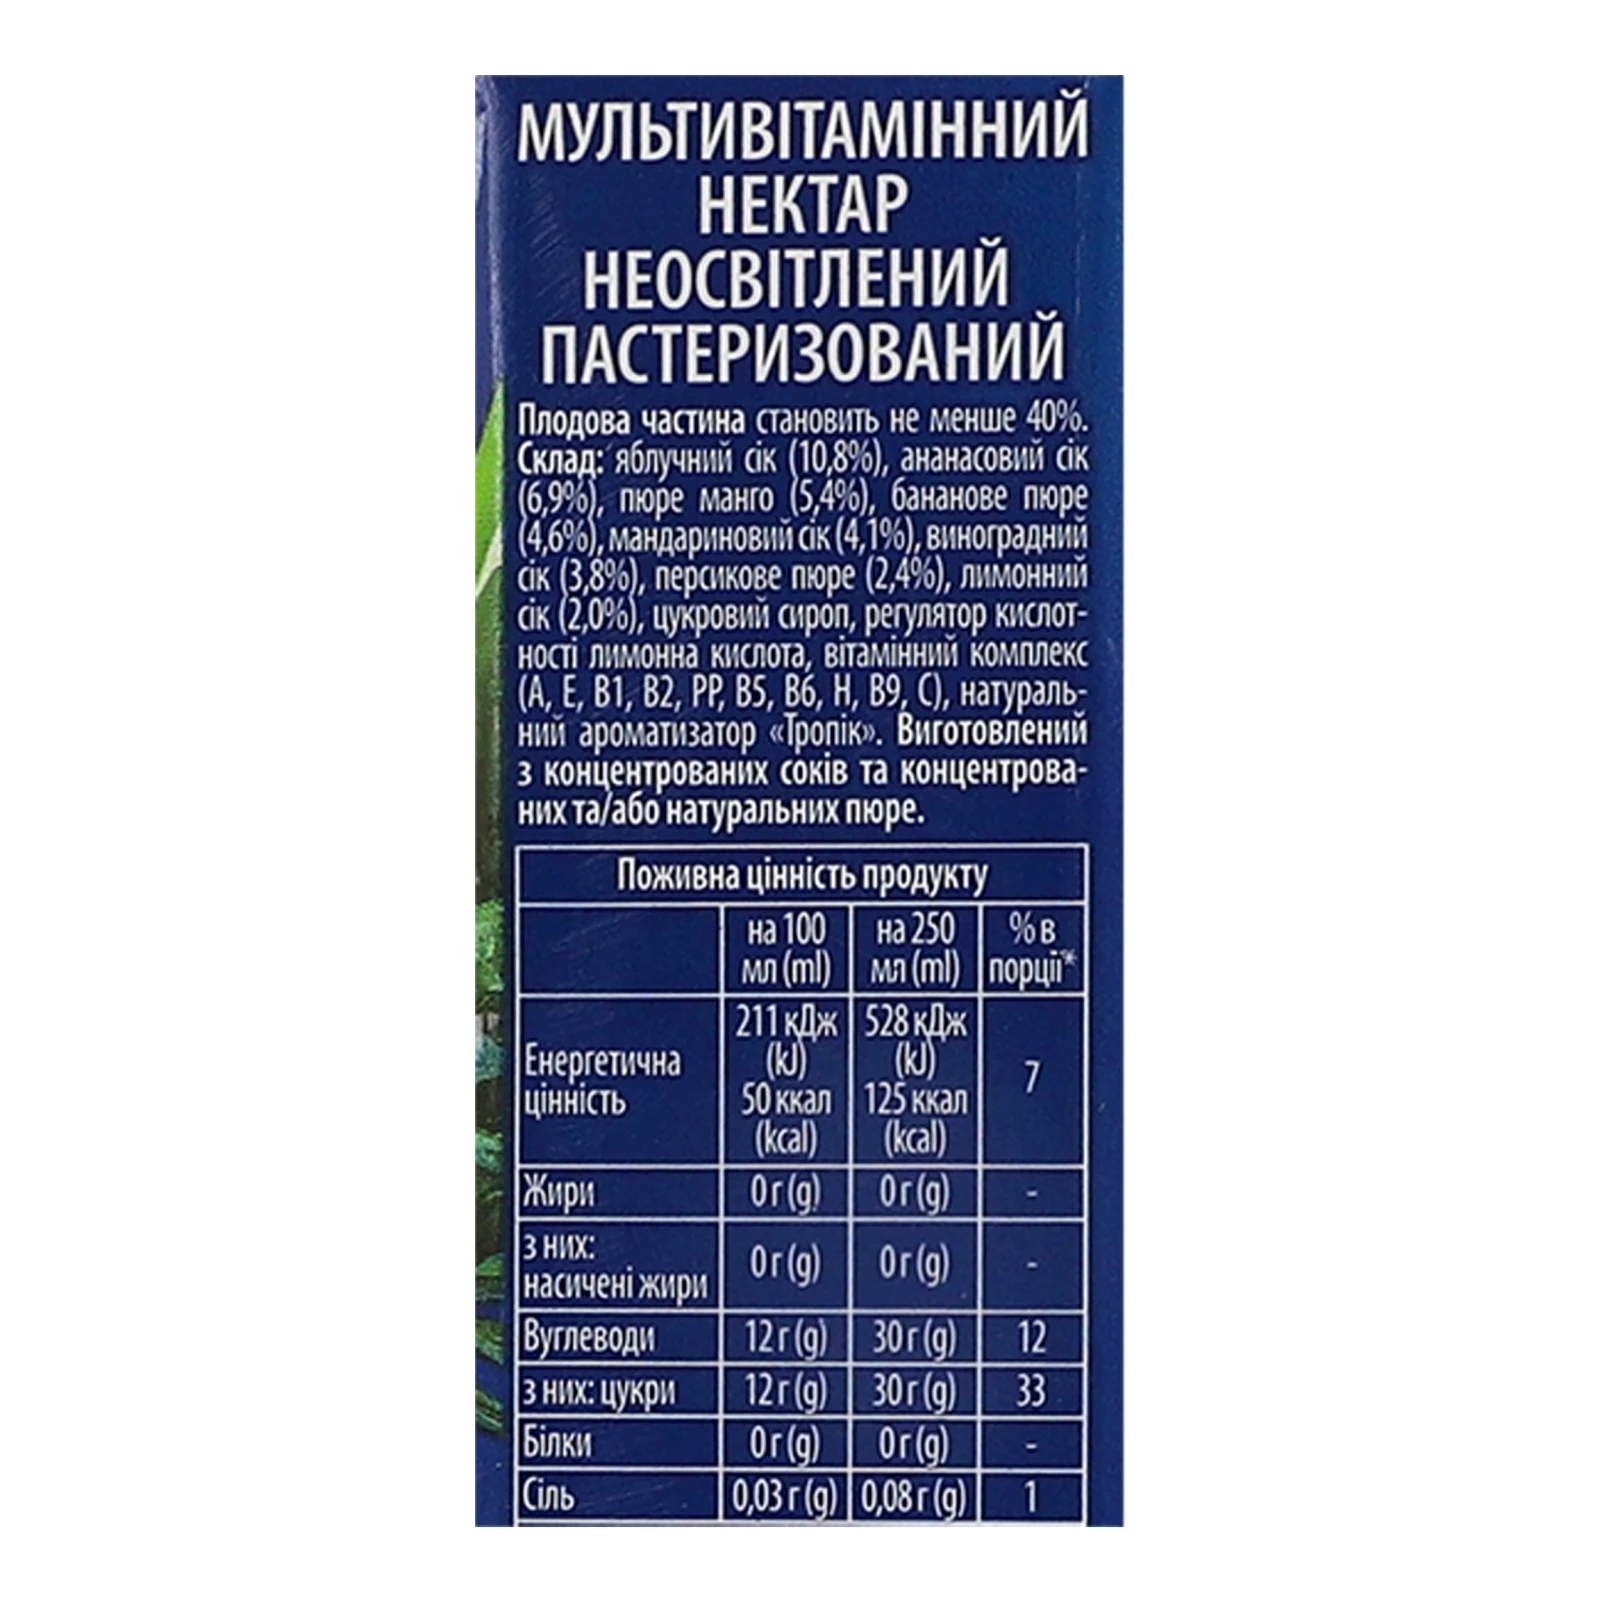 МУЛЬТИВІТАМІННИЙ
НЕКТАР
НЕОСВІТЛЕНИЙ
ПАСТЕРИЗОВАНИЙ
Плодова частина становить не менше 40%.
Склад: яблучний сік (10,8%), ананасовий сік
(6,9%), пюре манго (5,4%), бананове пюре
(4,6%), мандариновий сік (4,1%), виноградний
сік (3,8%), персикове пюре (2,4%), лимонний
сік (2,0%), цукровий сироп, регулятор кислот-
ності лимонна кислота, вітамінний комплекс
(А, Е, В1, В2, РР, В5, В6, Н, В9, С), натураль-
ний ароматизатор «Тропік». Виготовлений
з концентрованих соків та концентрова-
них та/або натуральних пюре.
Поживна цінність продукту
на 100 на 250 % в
мл (ml) мл (ml) порції*
Енергетична цінність 211 кДж (kJ) 50 ккал (kcal) 528 кДж (kJ) 125 ккал (kcal) 7
Жири 0 г (g) 0 г (g) -
з них: насичені жири 0 г (g) 0 г (g) -
Вуглеводи 12 г (g) 30 г (g) 12
з них: цукри 12 г (g) 30 г (g) 33
Білки 0 г (g) 0 г (g) -
Сіль 0,03 г (g) 0,08 г (g) 1